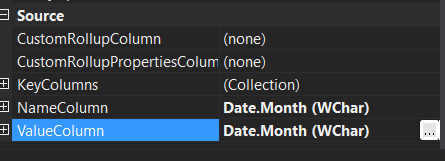 Source
CustomRollupColumn (none)
CustomRollupPropertiesColum (none)
KeyColumns (Collection)
NameColumn Date.Month (WChar)
ValueColumn Date.Month (WChar) ...